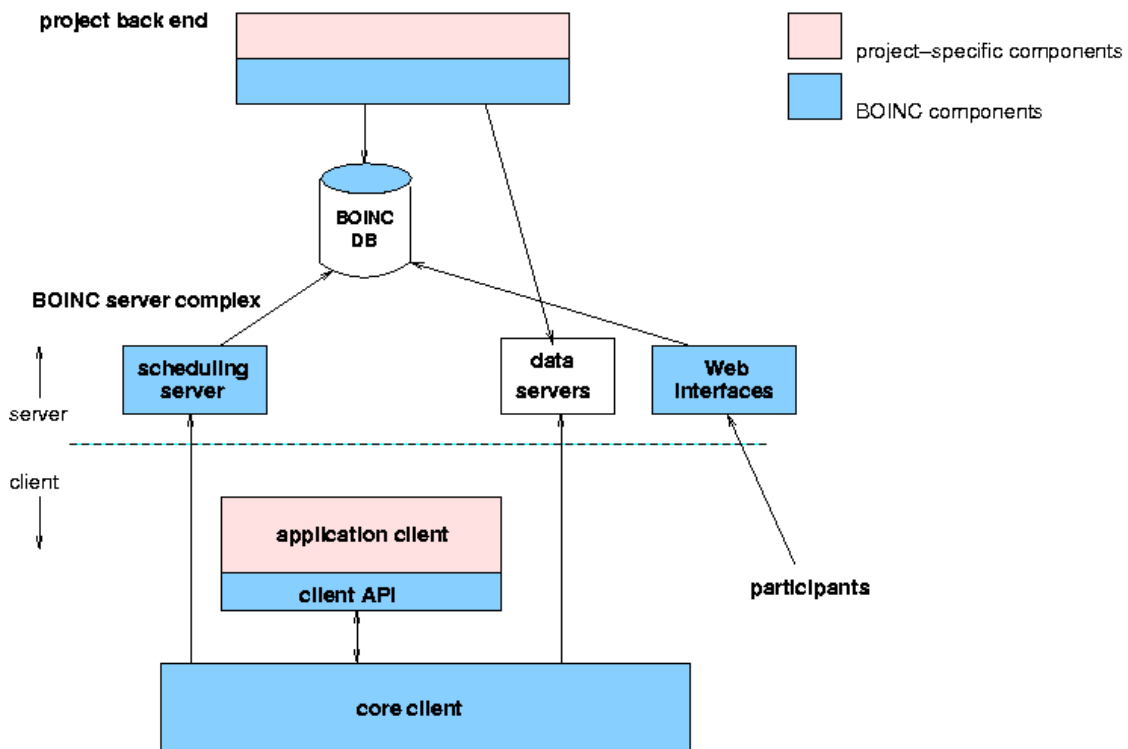 project back end
project–specific components
BOINC components
BOINC
DB
BOINC server complex
scheduling
server
data
servers
Web
Interfaces
server
client
application client
client API
participants
core client